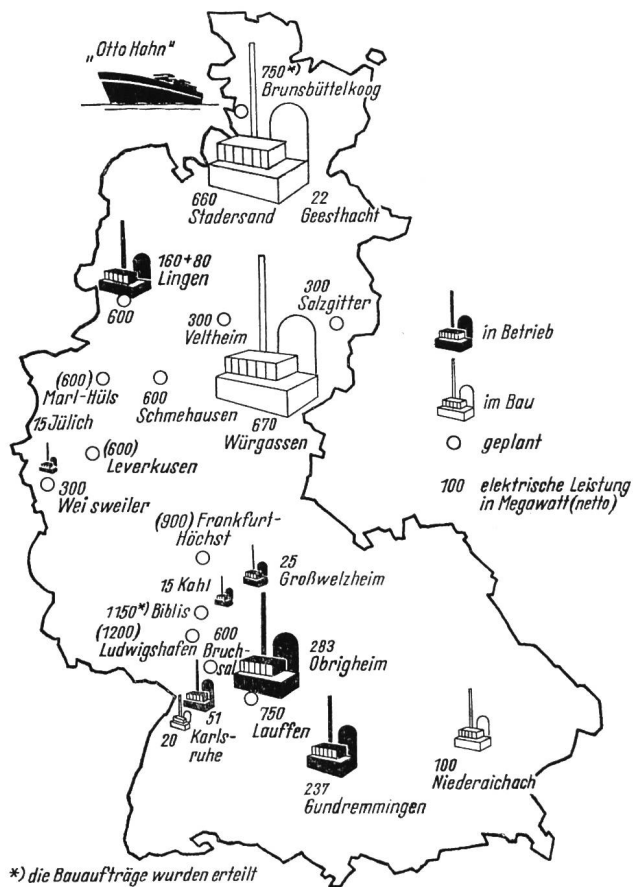 „Otto Hahn“
750*)
Brunsbüttelkoog
660
Stadersand
22
Geesthacht
160+80
Lingen
600
300
Veltheim
300
Salzgitter
(600)
Marl-Hüls
600
Schmehausen
670
Würgassen
15 Jülich
(600)
Leverkusen
300
Weisweiler
(900) Frankfurt-
Höchst
15 Kahl
25
Großwelzheim
1150*) Biblis
(1200)
Ludwigshafen
600
Bruch-
sal
283
Obrigheim
51
Karls-
ruhe
20
750
Lauffen
237
Gundremmingen
100
Niederaichach
in Betrieb
im Bau
geplant
100 elektrische Leistung
in Megawatt (netto)
*) die Bauaufträge wurden erteilt